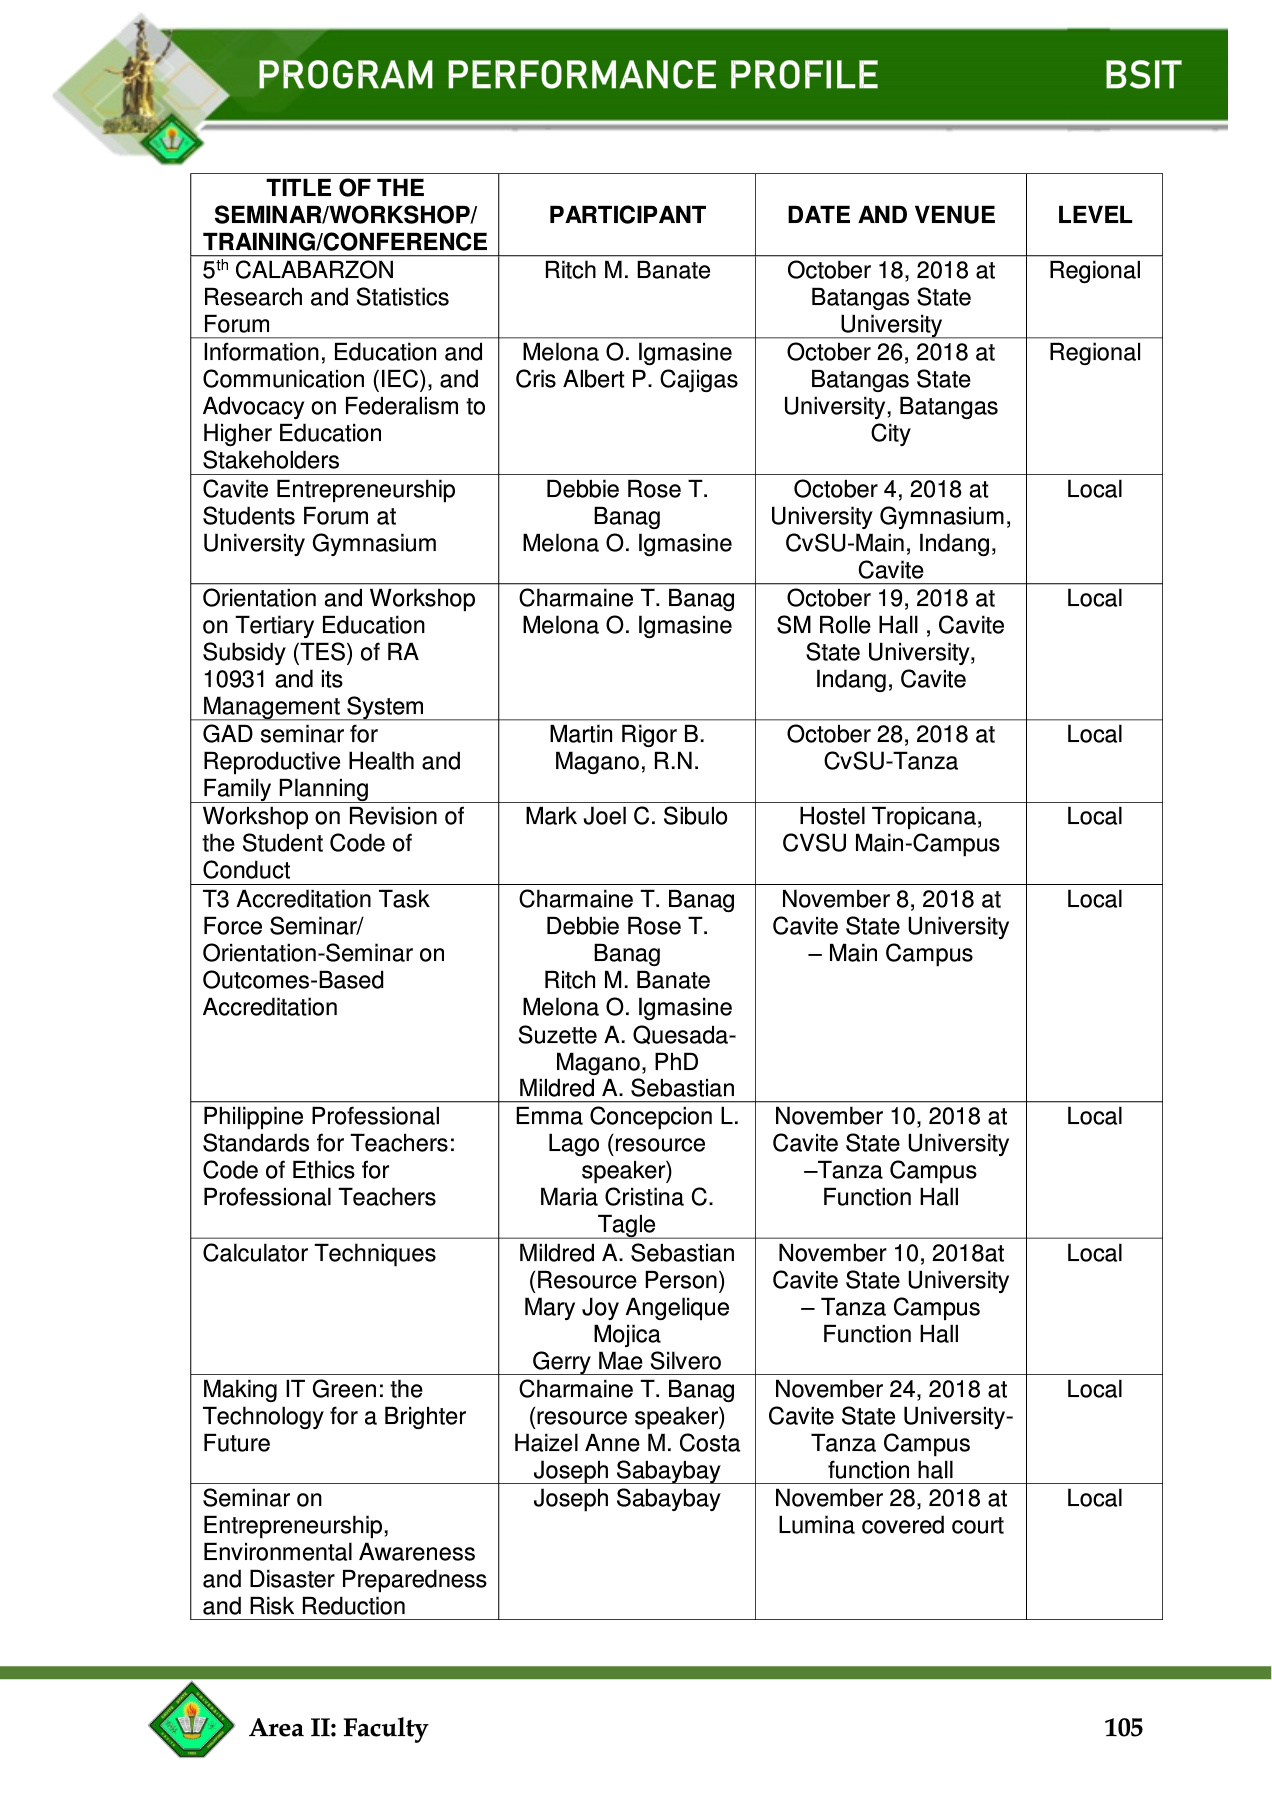 PROGRAM PERFORMANCE PROFILE BSIT
TITLE OF THE
SEMINAR/WORKSHOP/
TRAINING/CONFERENCE
PARTICIPANT
DATE AND VENUE
LEVEL
5th CALABARZON
Research and Statistics
Forum
Ritch M. Banate
October 18, 2018 at
Batangas State
University
Regional
Information, Education and
Communication (IEC), and
Advocacy on Federalism to
Higher Education
Stakeholders
Melona O. Igmasine
Cris Albert P. Cajigas
October 26, 2018 at
Batangas State
University, Batangas
City
Regional
Cavite Entrepreneurship
Students Forum at
University Gymnasium
Debbie Rose T.
Banag
Melona O. Igmasine
October 4, 2018 at
University Gymnasium,
CvSU-Main, Indang,
Cavite
Local
Orientation and Workshop
on Tertiary Education
Subsidy (TES) of RA
10931 and its
Management System
Charmaine T. Banag
Melona O. Igmasine
October 19, 2018 at
SM Rolle Hall , Cavite
State University,
Indang, Cavite
Local
GAD seminar for
Reproductive Health and
Family Planning
Martin Rigor B.
Magano, R.N.
October 28, 2018 at
CvSU-Tanza
Local
Workshop on Revision of
the Student Code of
Conduct
Mark Joel C. Sibulo
Hostel Tropicana,
CVSU Main-Campus
Local
T3 Accreditation Task
Force Seminar/
Orientation-Seminar on
Outcomes-Based
Accreditation
Charmaine T. Banag
Debbie Rose T.
Banag
Ritch M. Banate
Melona O. Igmasine
Suzette A. Quesada-
Magano, PhD
Mildred A. Sebastian
November 8, 2018 at
Cavite State University
– Main Campus
Local
Philippine Professional
Standards for Teachers:
Code of Ethics for
Professional Teachers
Emma Concepcion L.
Lago (resource
speaker)
Maria Cristina C.
Tagle
November 10, 2018 at
Cavite State University
–Tanza Campus
Function Hall
Local
Calculator Techniques
Mildred A. Sebastian
(Resource Person)
Mary Joy Angelique
Mojica
Gerry Mae Silvero
November 10, 2018at
Cavite State University
– Tanza Campus
Function Hall
Local
Making IT Green: the
Technology for a Brighter
Future
Charmaine T. Banag
(resource speaker)
Haizel Anne M. Costa
Joseph Sabaybay
November 24, 2018 at
Cavite State University-
Tanza Campus
function hall
Local
Seminar on
Entrepreneurship,
Environmental Awareness
and Disaster Preparedness
and Risk Reduction
Joseph Sabaybay
November 28, 2018 at
Lumina covered court
Local
Area II: Faculty 105